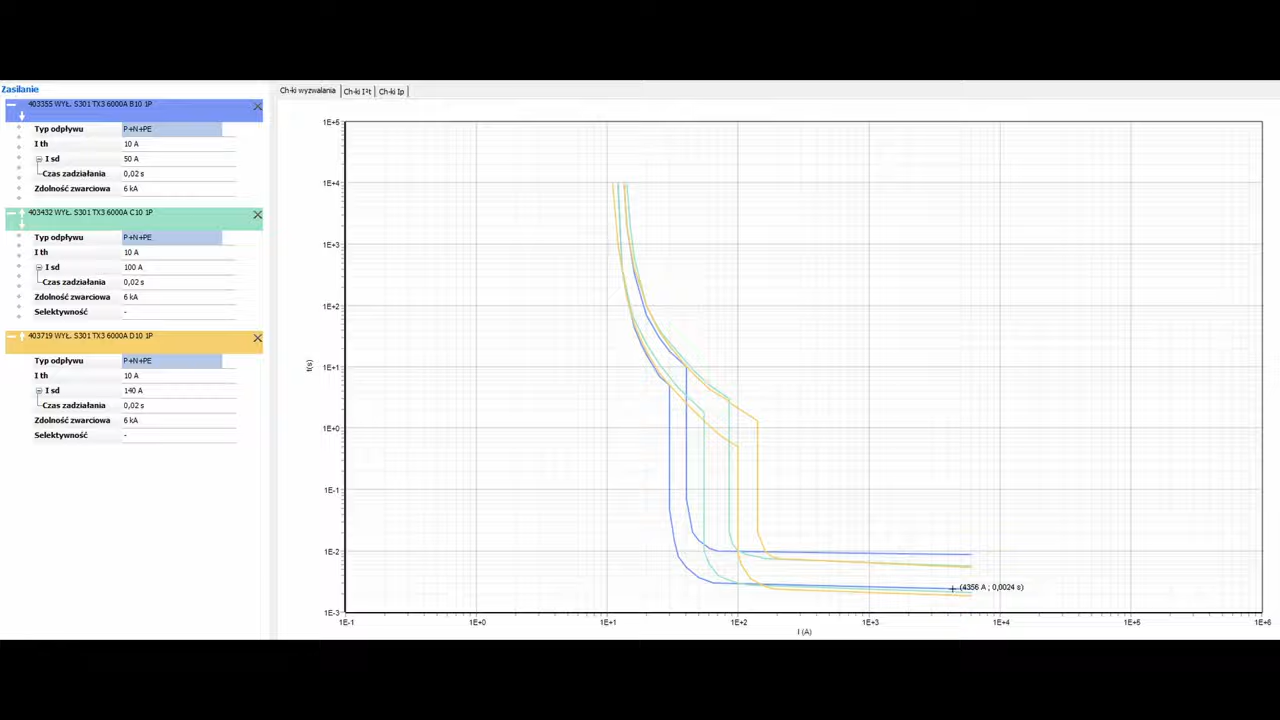 Zasilanie
403355 WYŁ. S301 TX3 6000A B10 1P
Typ odpływu P+N+PE
I th 10 A
I sd 50 A
Czas zadziałania 0,02 s
Zdolność zwarciowa 6 kA
403432 WYŁ. S301 TX3 6000A C10 1P
Typ odpływu P+N+PE
I th 10 A
I sd 100 A
Czas zadziałania 0,02 s
Zdolność zwarciowa 6 kA
Selektywność -
403719 WYŁ. S301 TX3 6000A D10 1P
Typ odpływu P+N+PE
I th 10 A
I sd 140 A
Czas zadziałania 0,02 s
Zdolność zwarciowa 6 kA
Selektywność -
Ch-ki wyzwalania Ch-ki I²t Ch-ki Ip
1E+5
1E+4
1E+3
1E+2
1E+1
1E+0
1E-1
1E-2
1E-3
t(s)
(4356 A ; 0,0024 s)
1E-1 1E+0 1E+1 1E+2 1E+3 1E+4 1E+5 1E+6
I (A)